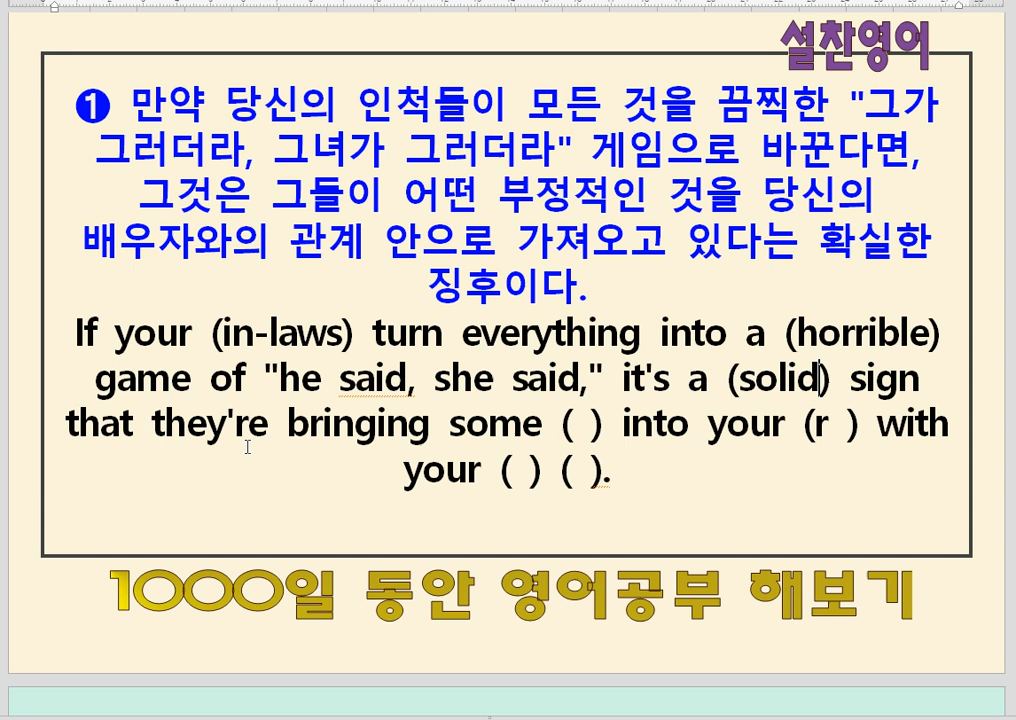 설찬영어
❶ 만약 당신의 인척들이 모든 것을 끔찍한 "그가
그러더라, 그녀가 그러더라" 게임으로 바꾼다면,
그것은 그들이 어떤 부정적인 것을 당신의
배우자와의 관계 안으로 가져오고 있다는 확실한
징후이다.
If your (in-laws) turn everything into a (horrible)
game of "he said, she said," it's a (solid) sign
that they're bringing some ( ) into your (r ) with
your ( ) ( ).
1000일 동안 영어공부 해보기